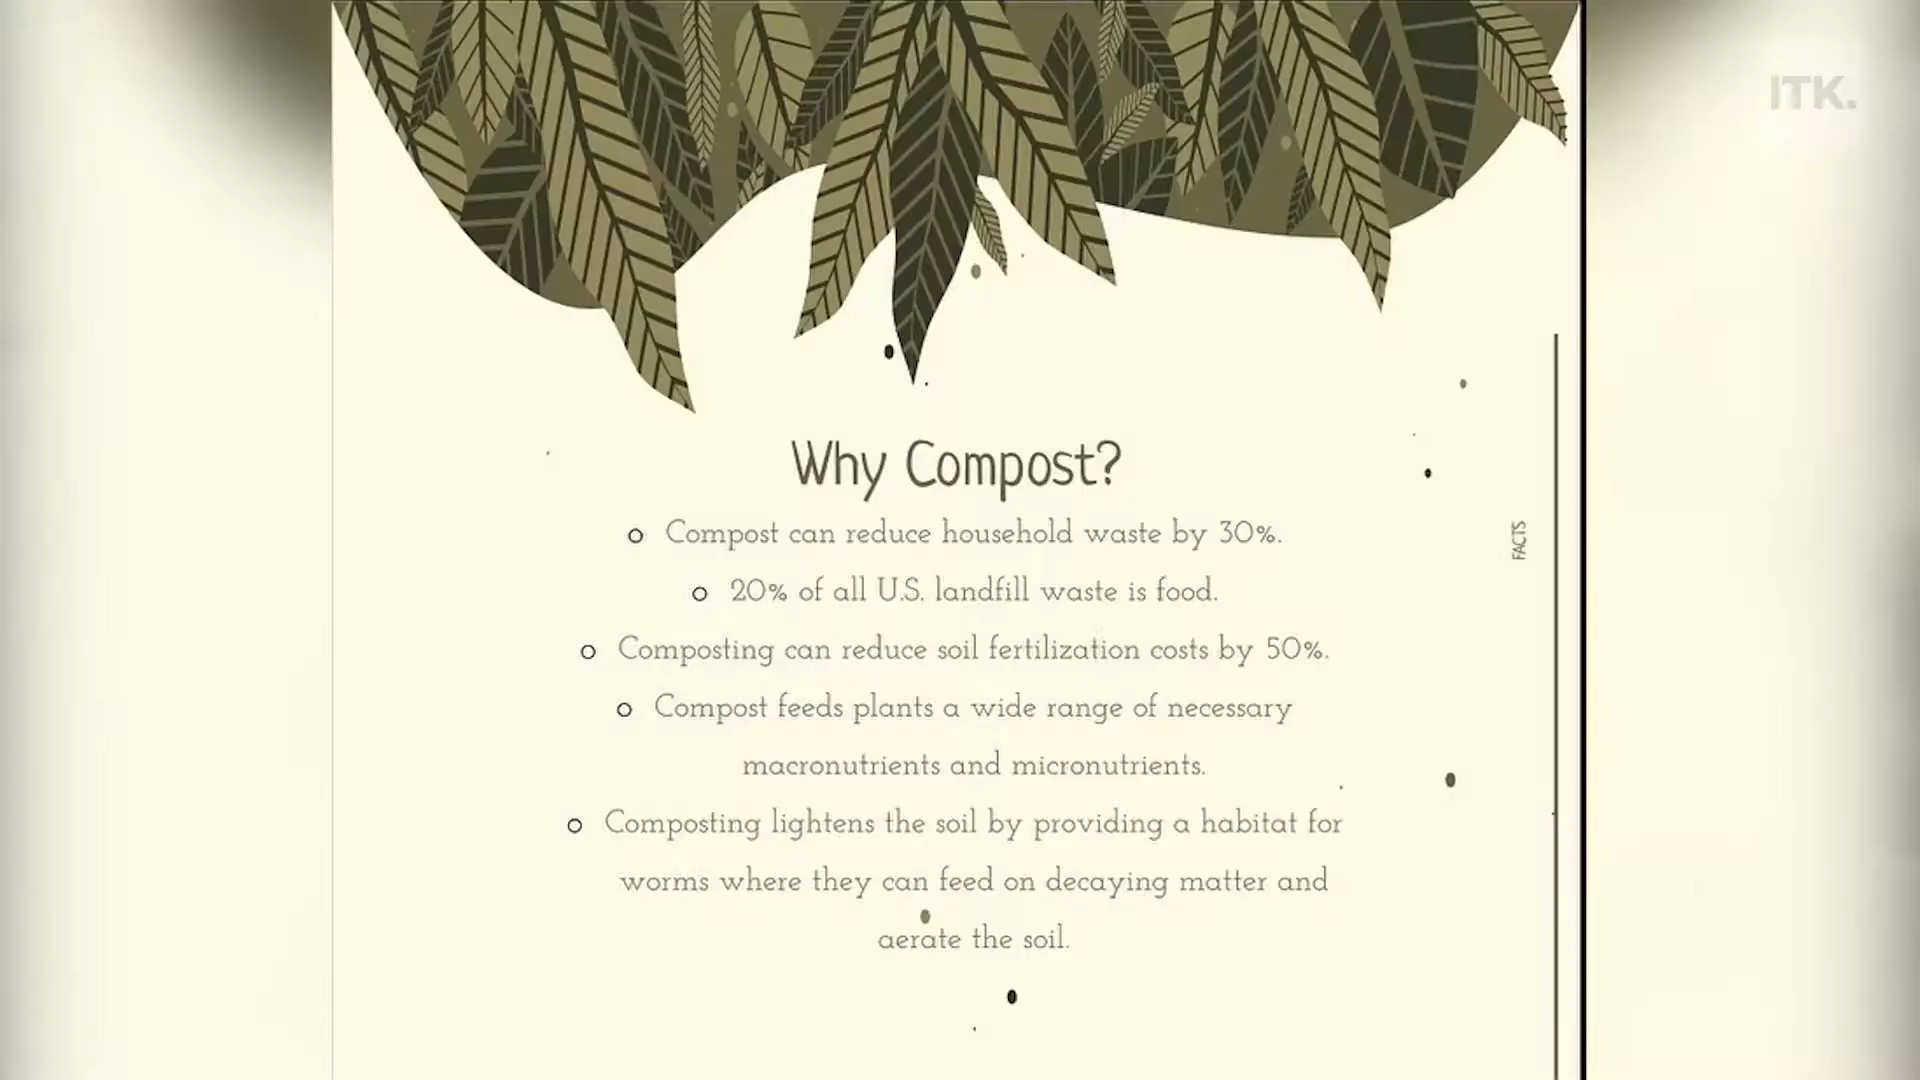 ITK.
Why Compost?
Compost can reduce household waste by 30%.
20% of all U.S. landfill waste is food.
Composting can reduce soil fertilization costs by 50%.
Compost feeds plants a wide range of necessary
macronutrients and micronutrients.
Composting lightens the soil by providing a habitat for
worms where they can feed on decaying matter and
aerate the soil.
FACTS